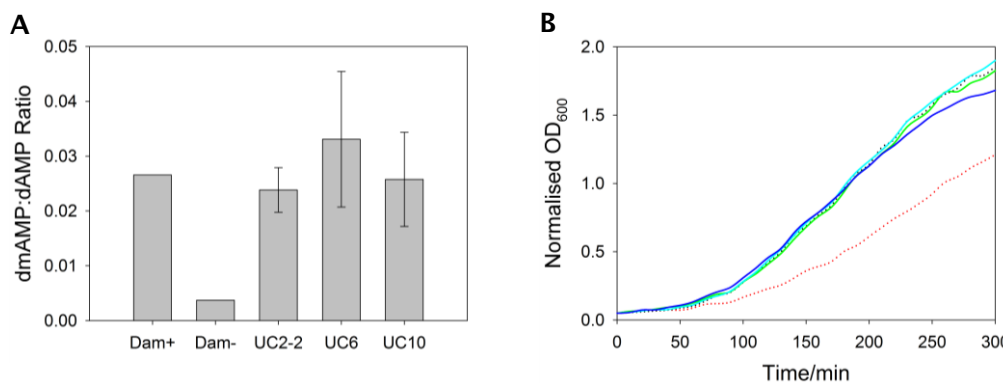 A
dmAMP:dAMP Ratio
0.05
0.04
0.03
0.02
0.01
0.00
Dam+ Dam- UC2-2 UC6 UC10
B
Normalised OD600
2.0
1.5
1.0
0.5
0.0
0 50 100 150 200 250 300
Time/min